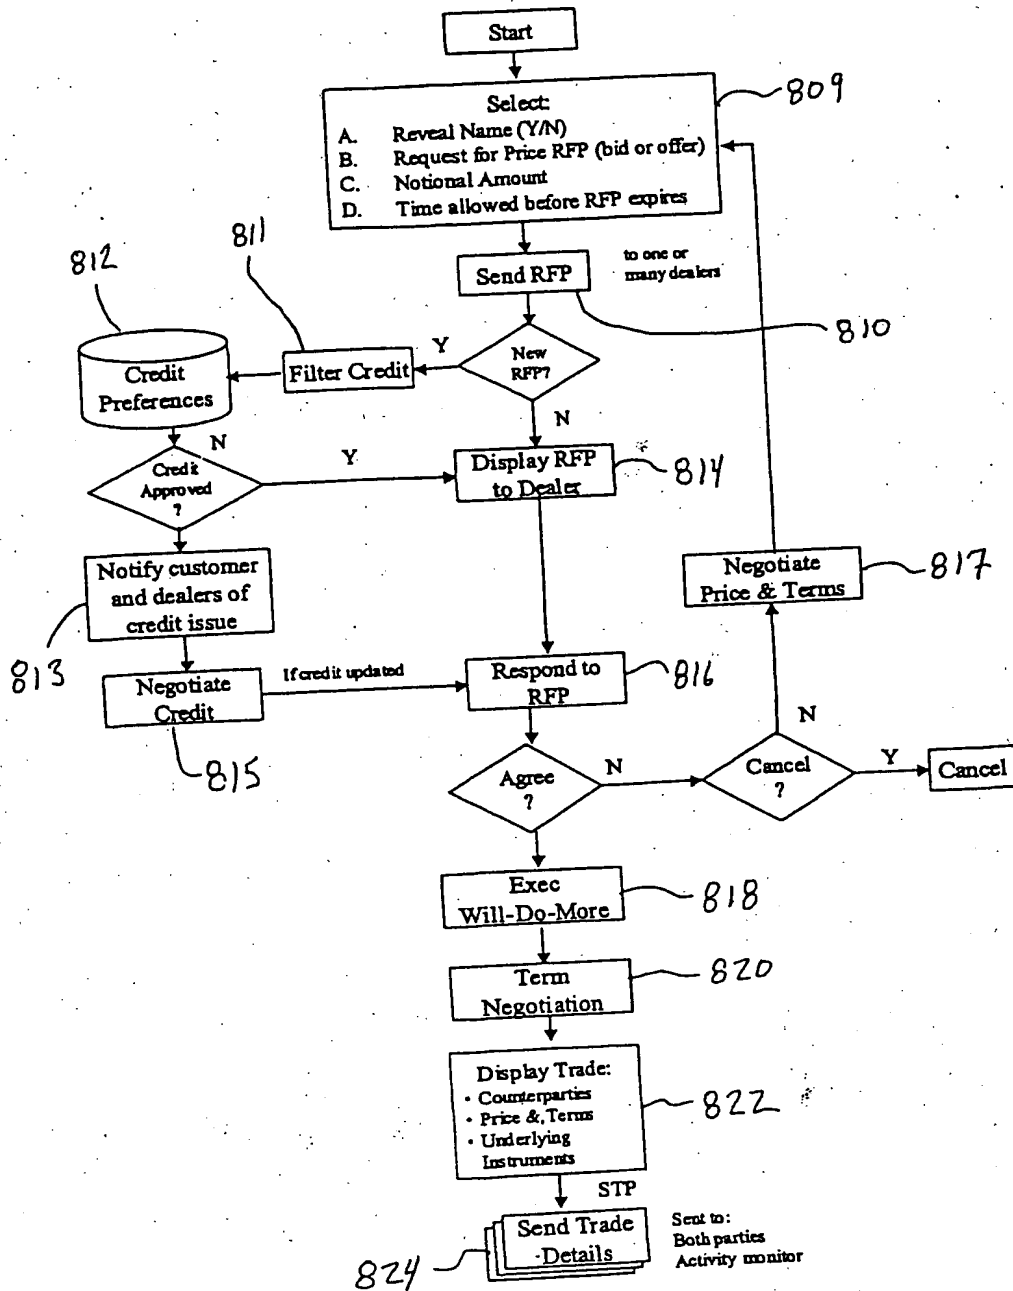 Start
Select:
A. Reveal Name (Y/N)
B. Request for Price RFP (bid or offer)
C. Notional Amount
D. Time allowed before RFP expires
809
Send RFP
to one or
many dealers
810
811
812
New
RFP?
Y
Filter Credit
Credit
Preferences
N
N
Credit
Approved
?
Y
Display RFP
to Dealer
814
Notify customer
and dealers of
credit issue
813
Negotiate
Price & Terms
817
Negotiate
Credit
815
If credit updated
Respond to
RFP
816
Agree
?
N
Cancel
?
N
Y
Cancel
Exec
Will-Do-More
818
Term
Negotiation
820
Display Trade:
• Counterparties
• Price &, Terms
• Underlying
Instruments
822
STP
Send Trade
Details
824
Sent to:
Both parties
Activity monitor